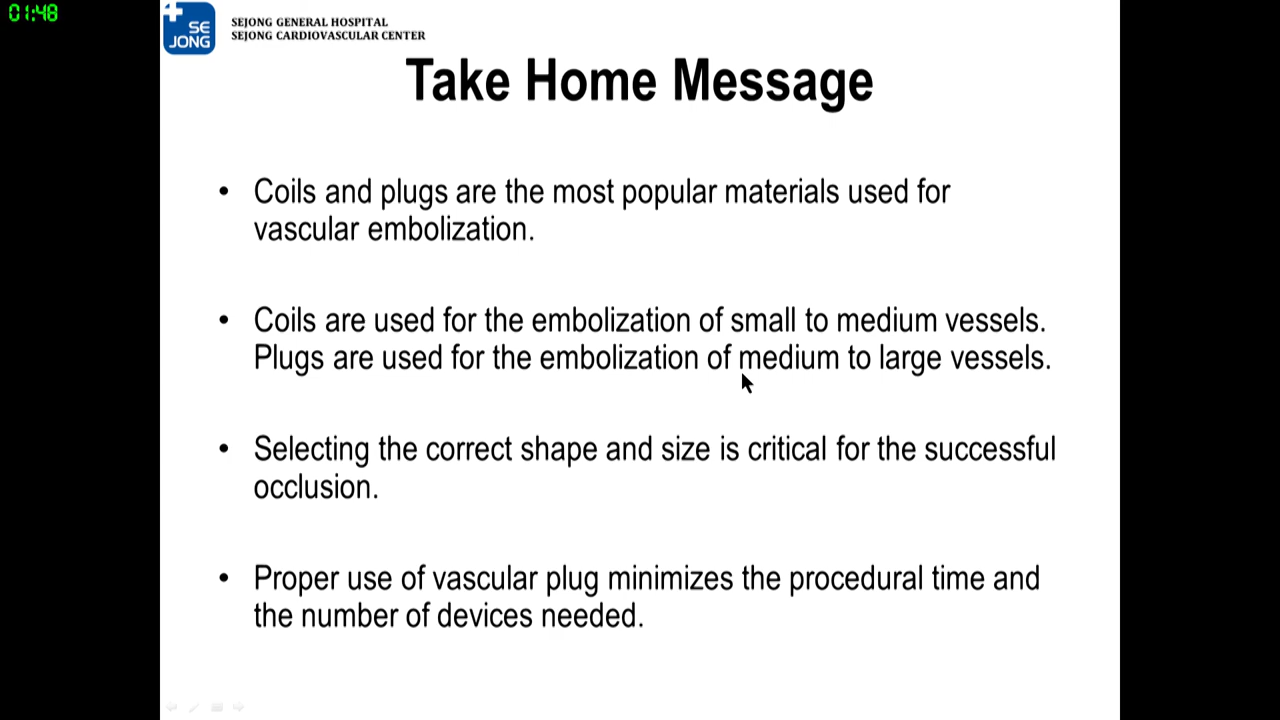 01:48
SE
JONG
SEJONG GENERAL HOSPITAL
SEJONG CARDIOVASCULAR CENTER
Take Home Message
• Coils and plugs are the most popular materials used for
vascular embolization.
• Coils are used for the embolization of small to medium vessels.
Plugs are used for the embolization of medium to large vessels.
• Selecting the correct shape and size is critical for the successful
occlusion.
• Proper use of vascular plug minimizes the procedural time and
the number of devices needed.